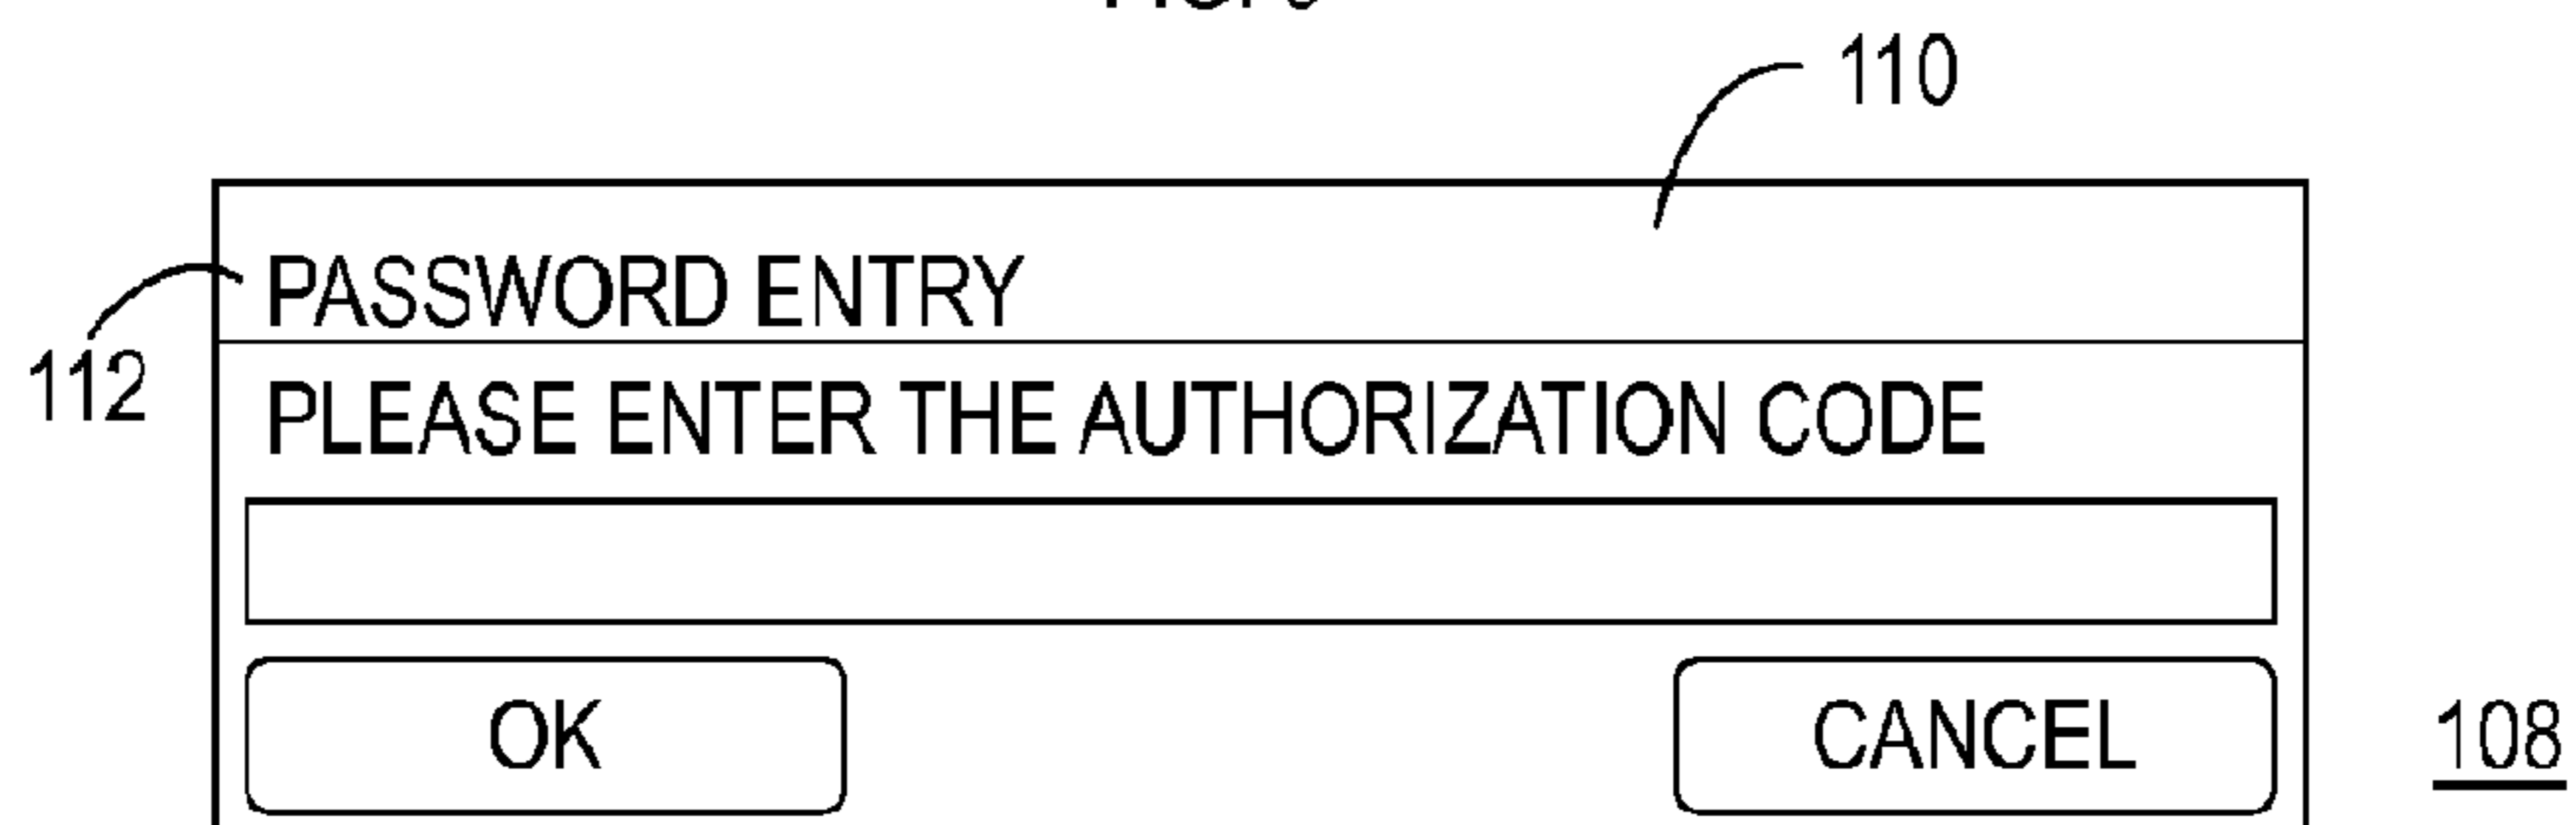 110
PASSWORD ENTRY
112
PLEASE ENTER THE AUTHORIZATION CODE
OK CANCEL
108